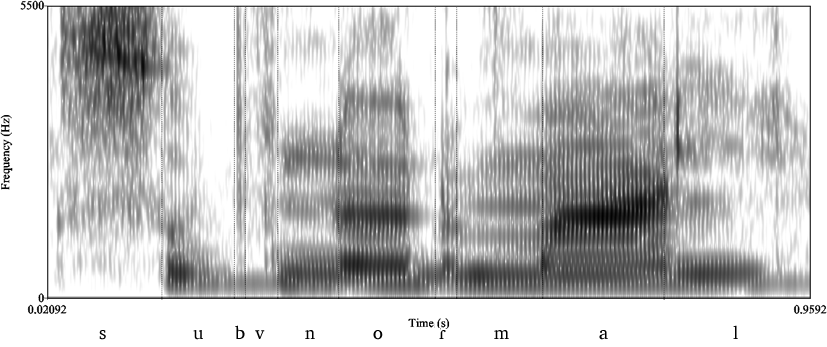 5500
Frequency (Hz)
0
0.02092 Time (s) 0.9592
s u b v n o ɾ m a l